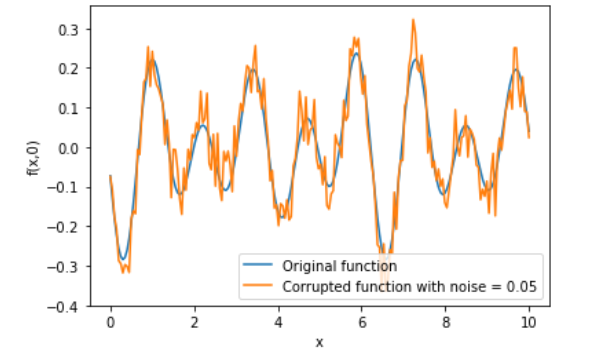 0.3
0.2
0.1
0.0
−0.1
−0.2
−0.3
−0.4
f(x,0)
Original function
Corrupted function with noise = 0.05
0 2 4 6 8 10
x